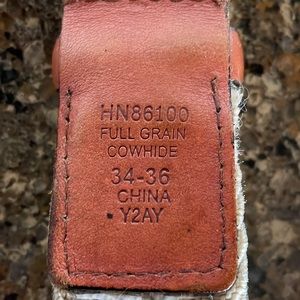 HN86100
FULL GRAIN
COWHIDE
34-36
CHINA
Y2AY